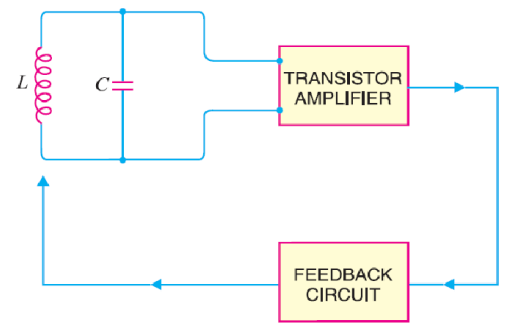 L
C
TRANSISTOR
AMPLIFIER
FEEDBACK
CIRCUIT